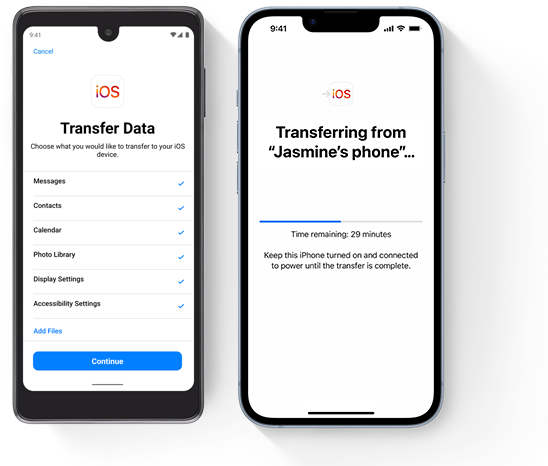 9:41
Cancel
iOS
Transfer Data
Choose what you would like to transfer to your iOS
device.
Messages
Contacts
Calendar
Photo Library
Display Settings
Accessibility Settings
Add Files
Continue
9:41
iOS
Transferring from
“Jasmine’s phone”...
Time remaining: 29 minutes
Keep this iPhone turned on and connected
to power until the transfer is complete.